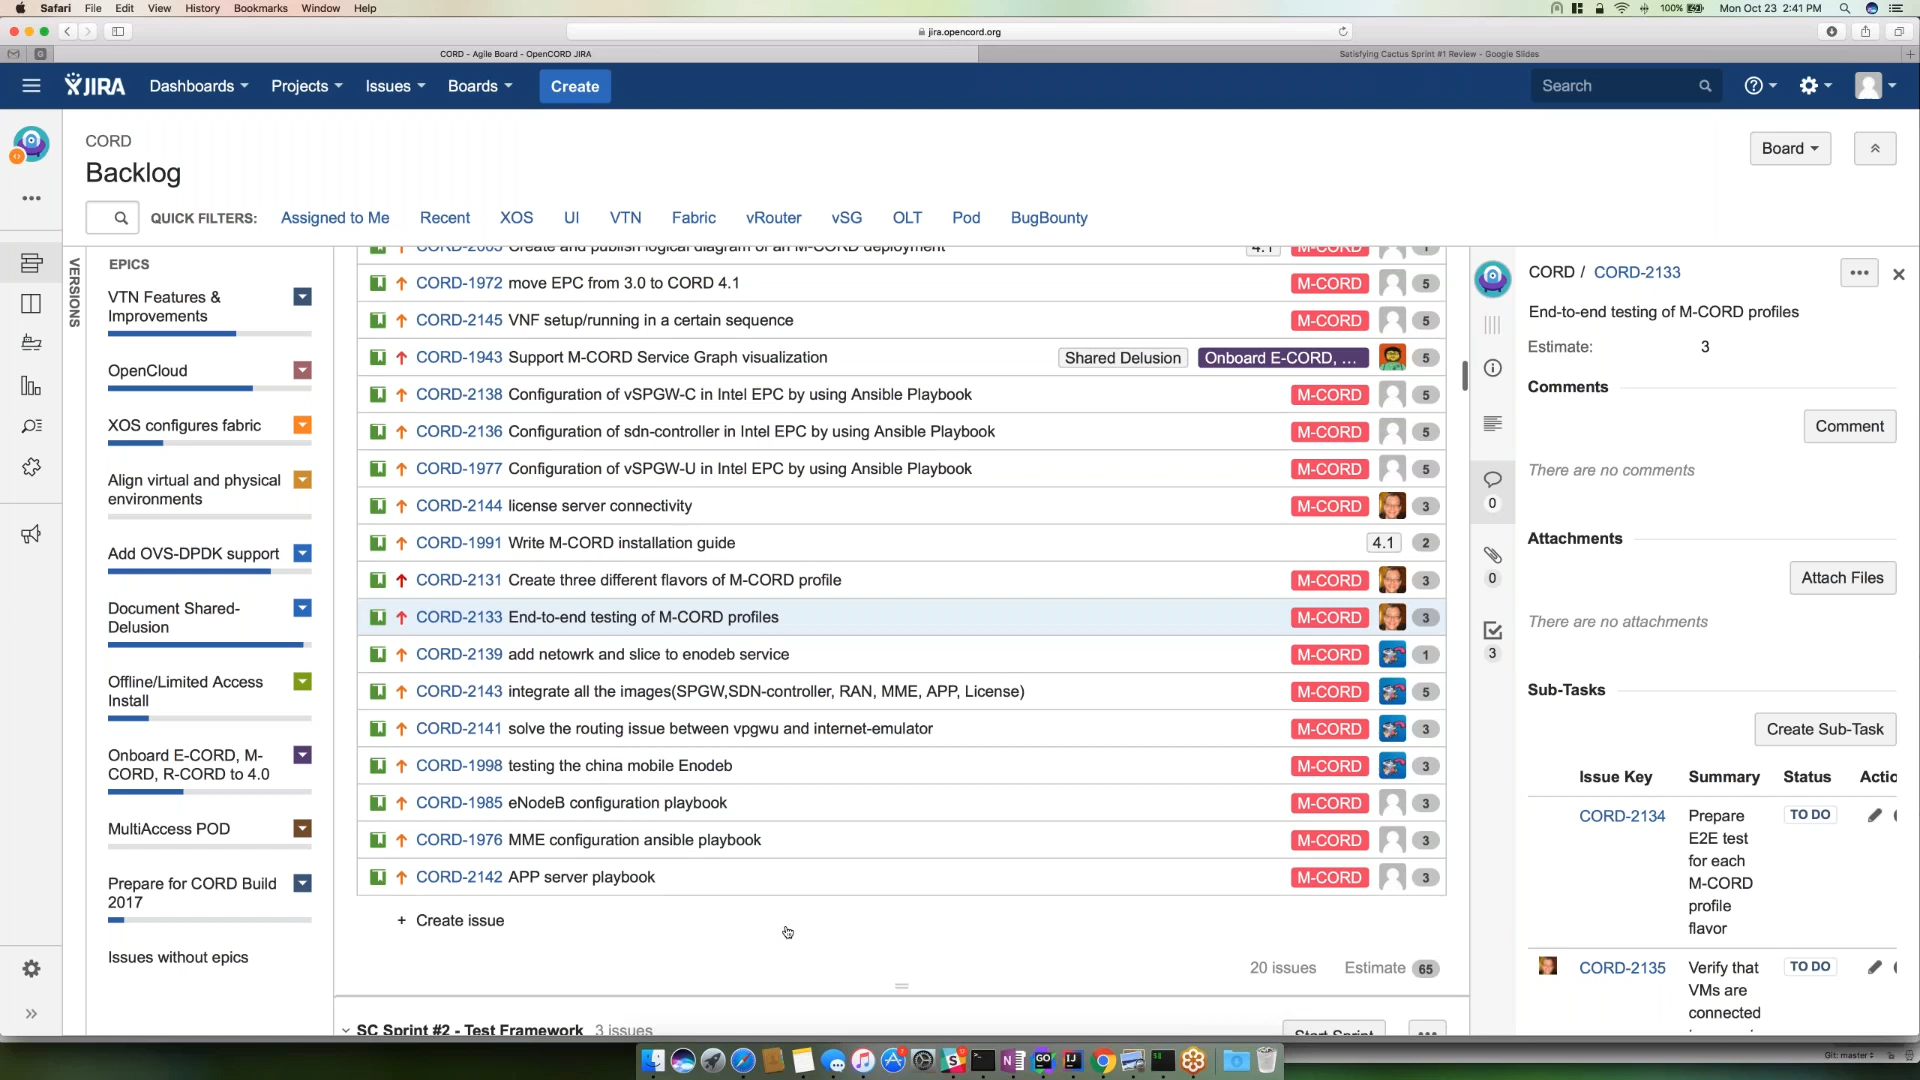 Safari File Edit View History Bookmarks Window Help
100% Mon Oct 23 2:41 PM
jira.opencord.org
CORD - Agile Board - OpenCORD JIRA
Satisfying Cactus Sprint #1 Review - Google Slides
JIRA Dashboards Projects Issues Boards Create Search
CORD
Backlog
Board
QUICK FILTERS: Assigned to Me Recent XOS UI VTN Fabric vRouter vSG OLT Pod BugBounty
VERSIONS
EPICS
VTN Features &
Improvements
OpenCloud
XOS configures fabric
Align virtual and physical
environments
Add OVS-DPDK support
Document Shared-
Delusion
Offline/Limited Access
Install
Onboard E-CORD, M-
CORD, R-CORD to 4.0
MultiAccess POD
Prepare for CORD Build
2017
Issues without epics
Create and publish logical diagram of an M-CORD deployment 4.1 M-CORD
CORD-1972 move EPC from 3.0 to CORD 4.1 M-CORD 5
CORD-2145 VNF setup/running in a certain sequence M-CORD 5
CORD-1943 Support M-CORD Service Graph visualization Shared Delusion Onboard E-CORD, ... 5
CORD-2138 Configuration of vSPGW-C in Intel EPC by using Ansible Playbook M-CORD 5
CORD-2136 Configuration of sdn-controller in Intel EPC by using Ansible Playbook M-CORD 5
CORD-1977 Configuration of vSPGW-U in Intel EPC by using Ansible Playbook M-CORD 5
CORD-2144 license server connectivity M-CORD 3
CORD-1991 Write M-CORD installation guide 4.1 2
CORD-2131 Create three different flavors of M-CORD profile M-CORD 3
CORD-2133 End-to-end testing of M-CORD profiles M-CORD 3
CORD-2139 add netowrk and slice to enodeb service M-CORD 1
CORD-2143 integrate all the images(SPGW,SDN-controller, RAN, MME, APP, License) M-CORD 5
CORD-2141 solve the routing issue between vpgwu and internet-emulator M-CORD 3
CORD-1998 testing the china mobile Enodeb M-CORD 3
CORD-1985 eNodeB configuration playbook M-CORD 3
CORD-1976 MME configuration ansible playbook M-CORD 3
CORD-2142 APP server playbook M-CORD 3
+ Create issue
20 issues Estimate 65
SC Sprint #2 - Test Framework 3 issues Start Sprint
CORD / CORD-2133
End-to-end testing of M-CORD profiles
Estimate: 3
Comments
Comment
There are no comments
0
Attachments
Attach Files
0
There are no attachments
3
Sub-Tasks
Create Sub-Task
Issue Key Summary Status Actic
CORD-2134 Prepare TO DO
E2E test
for each
M-CORD
profile
flavor
CORD-2135 Verify that TO DO
VMs are
connected
Git: master